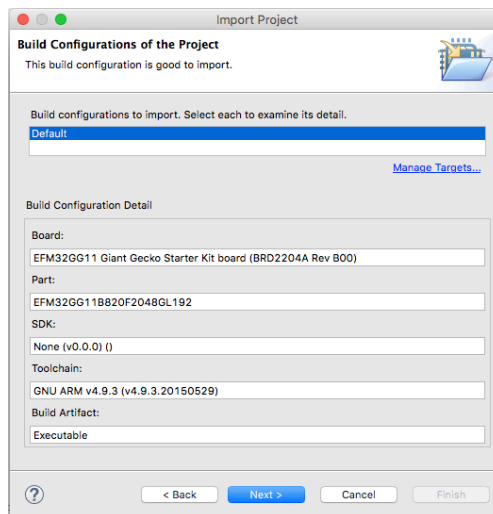 Import Project
Build Configurations of the Project
This build configuration is good to import.
Build configurations to import. Select each to examine its detail.
Default
Manage Targets...
Build Configuration Detail
Board:
EFM32GG11 Giant Gecko Starter Kit board (BRD2204A Rev B00)
Part:
EFM32GG11B820F2048GL192
SDK:
None (v0.0.0) ()
Toolchain:
GNU ARM v4.9.3 (v4.9.3.20150529)
Build Artifact:
Executable
? < Back Next > Cancel Finish